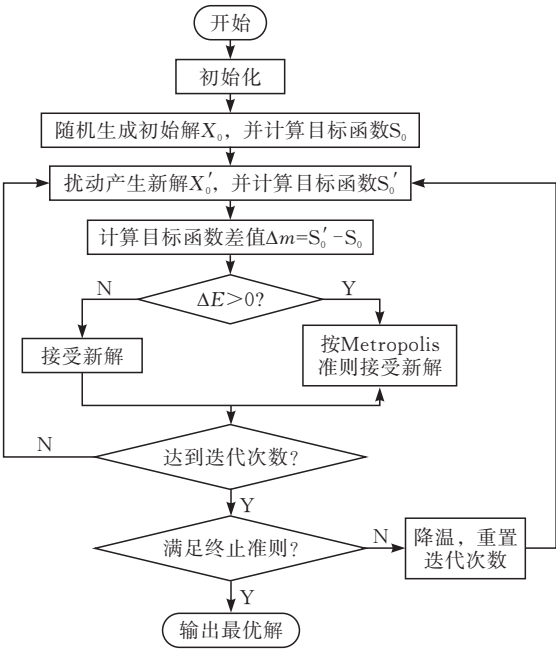 开始
初始化
随机生成初始解X₀，并计算目标函数S₀
扰动产生新解X₀′，并计算目标函数S₀′
计算目标函数差值Δm=S₀′-S₀
N
ΔE>0?
Y
接受新解
按Metropolis
准则接受新解
N
达到迭代次数?
Y
满足终止准则?
N
降温，重置
迭代次数
Y
输出最优解